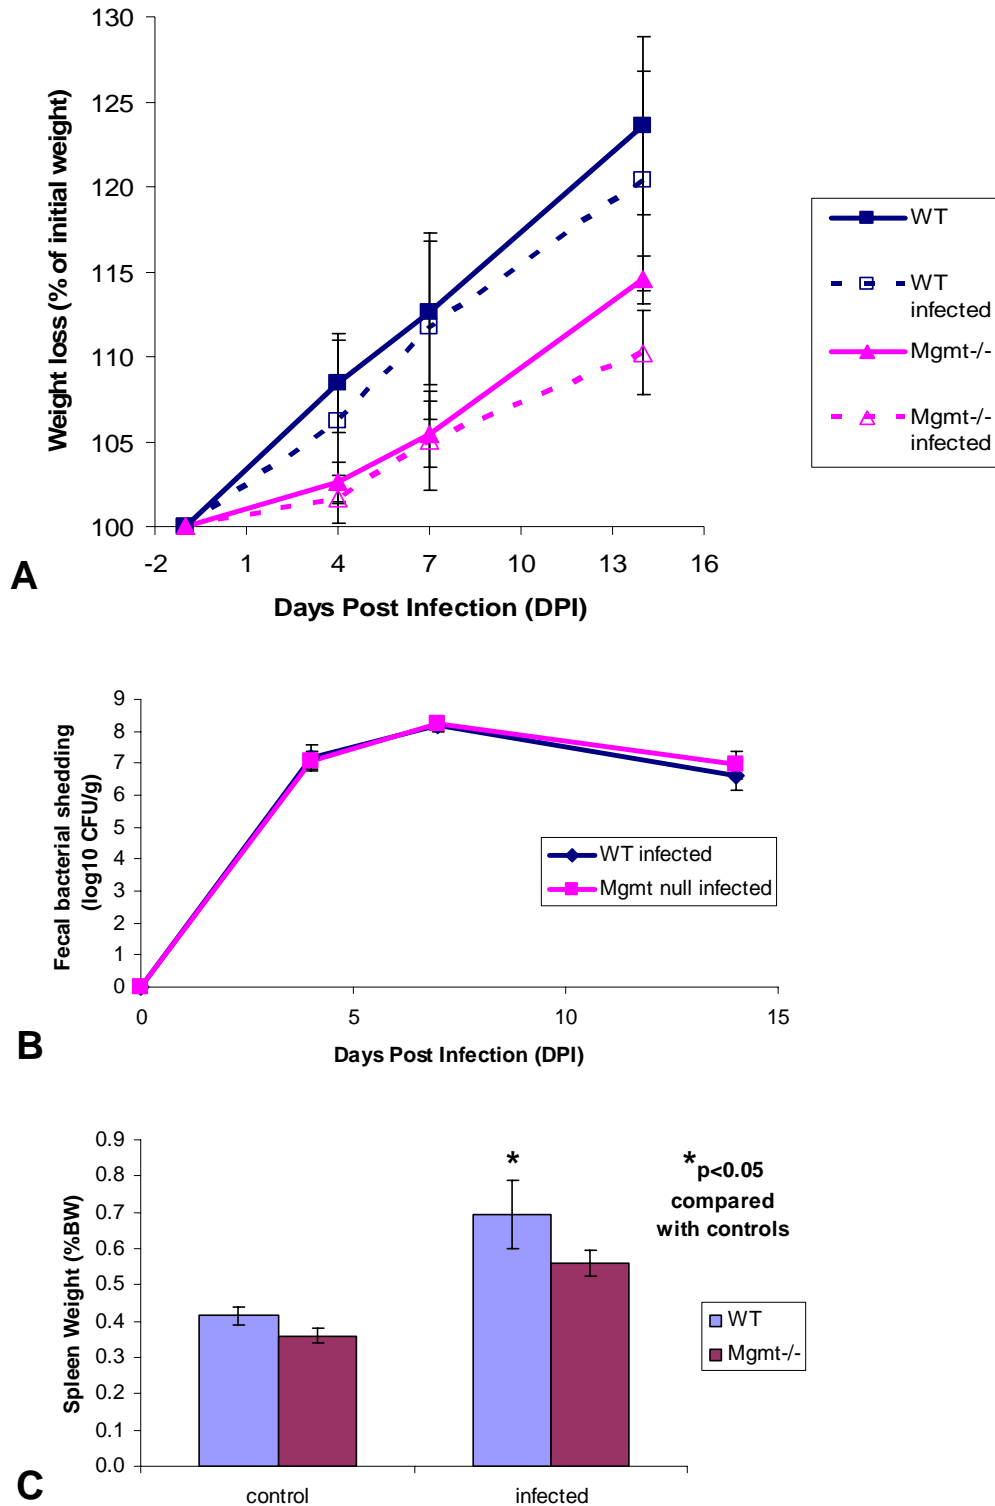 130
125
120
115
110
105
100
Weight loss (% of initial weight)
-2 1 4 7 10 13 16
Days Post Infection (DPI)
WT
WT
infected
Mgmt-/-
Mgmt-/-
infected
A
9
8
7
6
5
4
3
2
1
0
Fecal bacterial shedding
(log10 CFU/g)
0 5 10 15
Days Post Infection (DPI)
WT infected
Mgmt null infected
B
0.9
0.8
0.7
0.6
0.5
0.4
0.3
0.2
0.1
0.0
Spleen Weight (%BW)
*
*p<0.05
compared
with controls
WT
Mgmt-/-
control infected
C